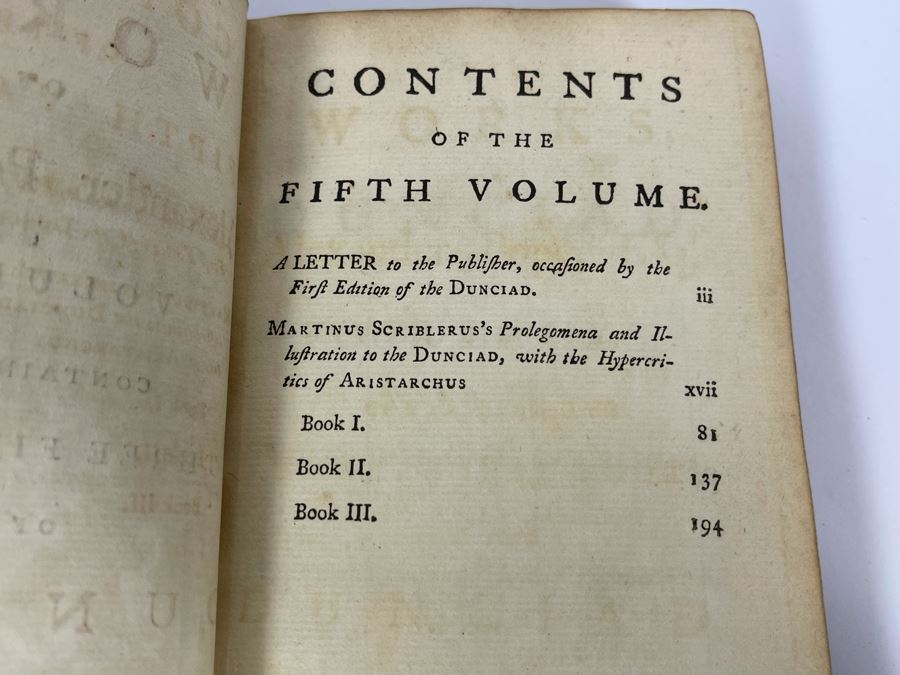 CONTENTS
OF THE
FIFTH VOLUME.
A LETTER to the Publiſher, occaſioned by the
Firſt Edition of the DUNCIAD. iii
MARTINUS SCRIBLERUS's Prolegomena and Il-
luſtration to the DUNCIAD, with the Hypercri-
tics of ARISTARCHUS xvii
Book I. 81
Book II. 137
Book III. 194